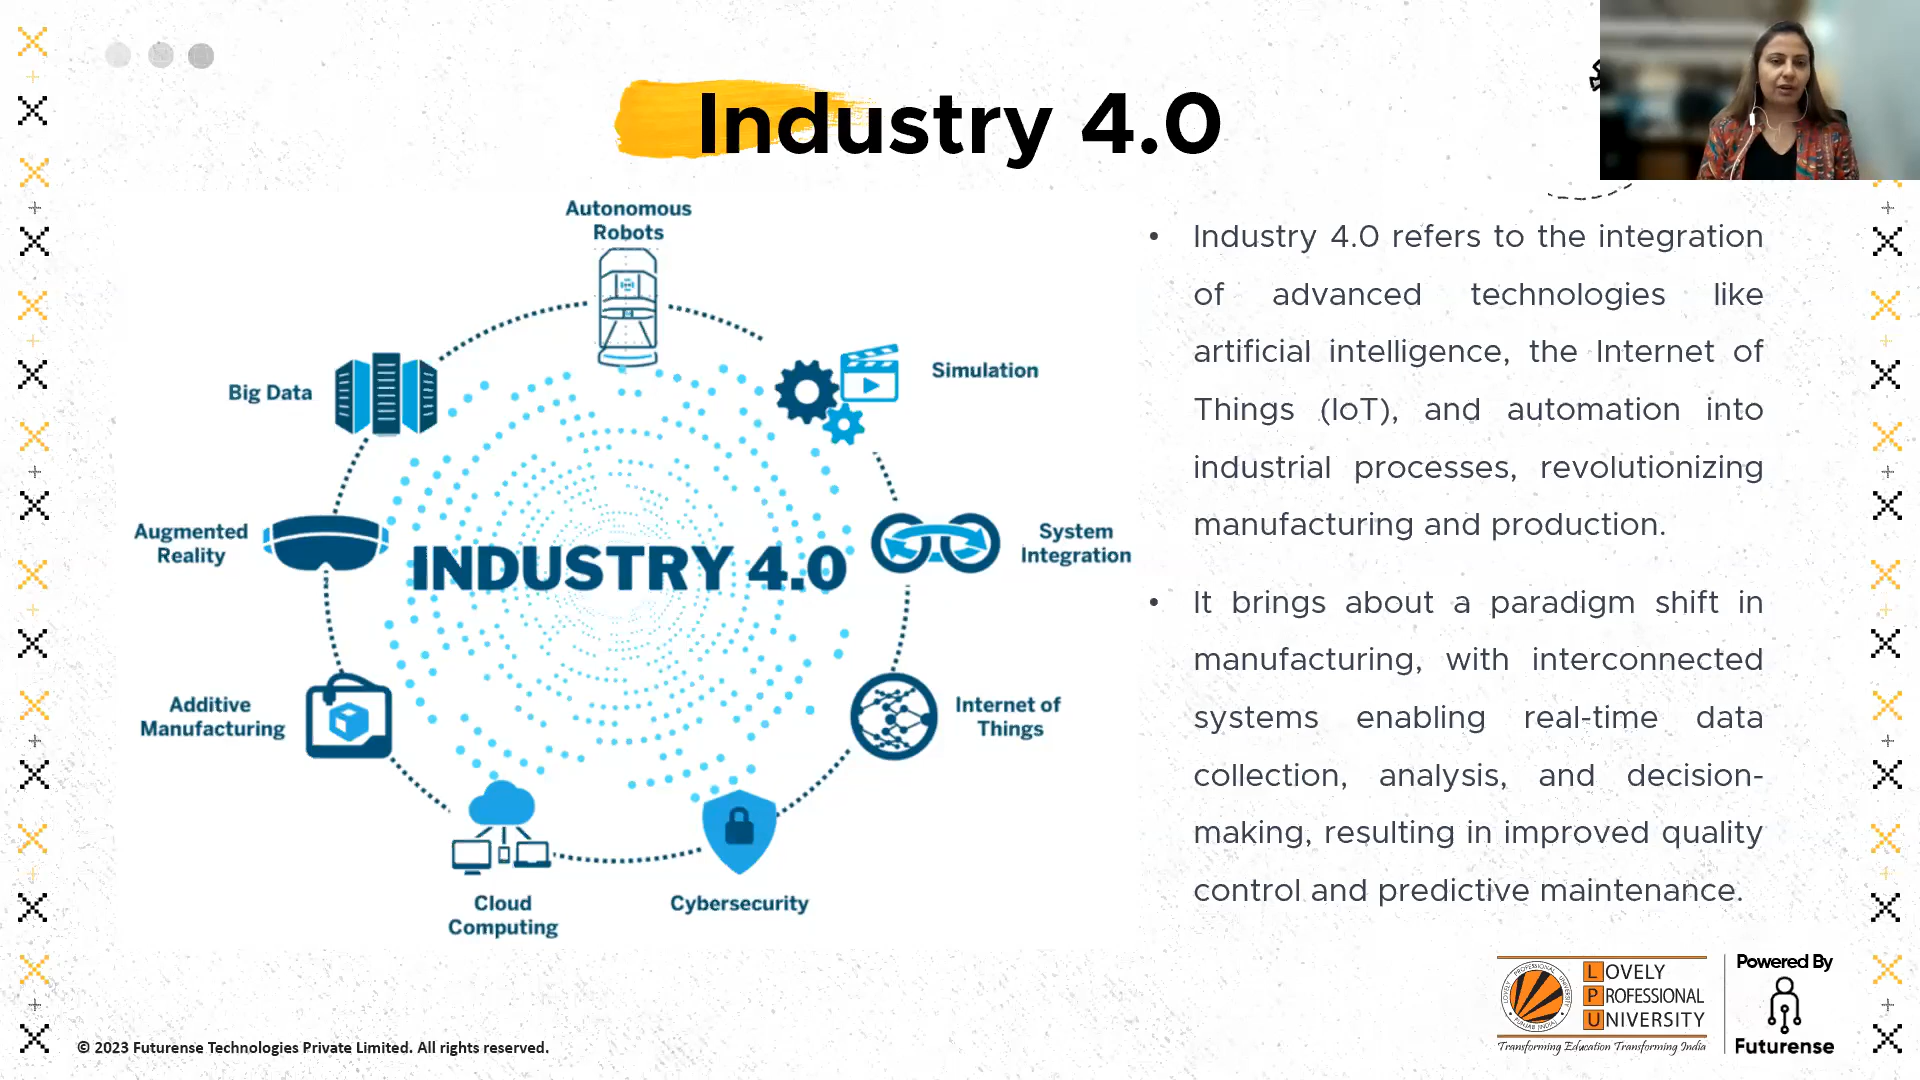 Industry 4.0
Autonomous
Robots
Simulation
Big Data
System
Integration
Augmented
Reality
INDUSTRY 4.0
Additive
Manufacturing
Internet of
Things
Cloud
Computing
Cybersecurity
• Industry 4.0 refers to the integration
of advanced technologies like
artificial intelligence, the Internet of
Things (IoT), and automation into
industrial processes, revolutionizing
manufacturing and production.
• It brings about a paradigm shift in
manufacturing, with interconnected
systems enabling real-time data
collection, analysis, and decision-
making, resulting in improved quality
control and predictive maintenance.
LOVELY
PROFESSIONAL
UNIVERSITY
Transforming Education Transforming India
Powered By
Futurense
© 2023 Futurense Technologies Private Limited. All rights reserved.